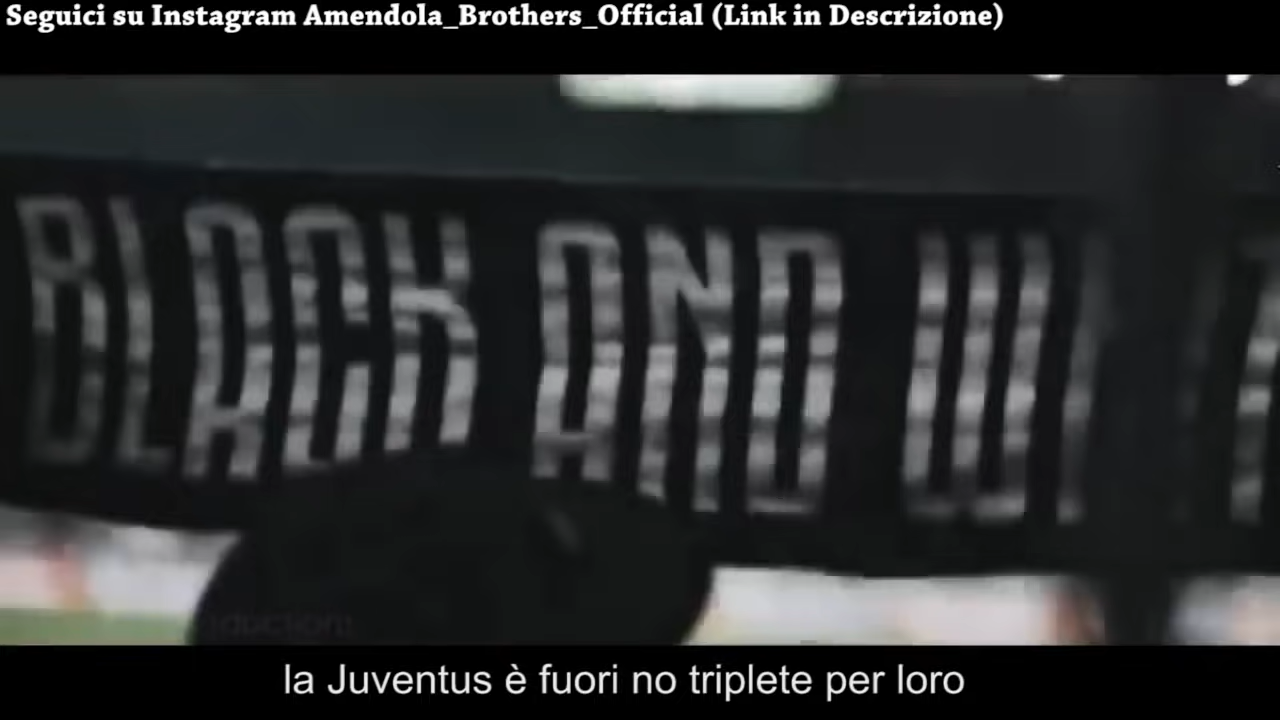 Seguici su Instagram Amendola_Brothers_Official (Link in Descrizione)
BLACK AND
la Juventus è fuori no triplete per loro